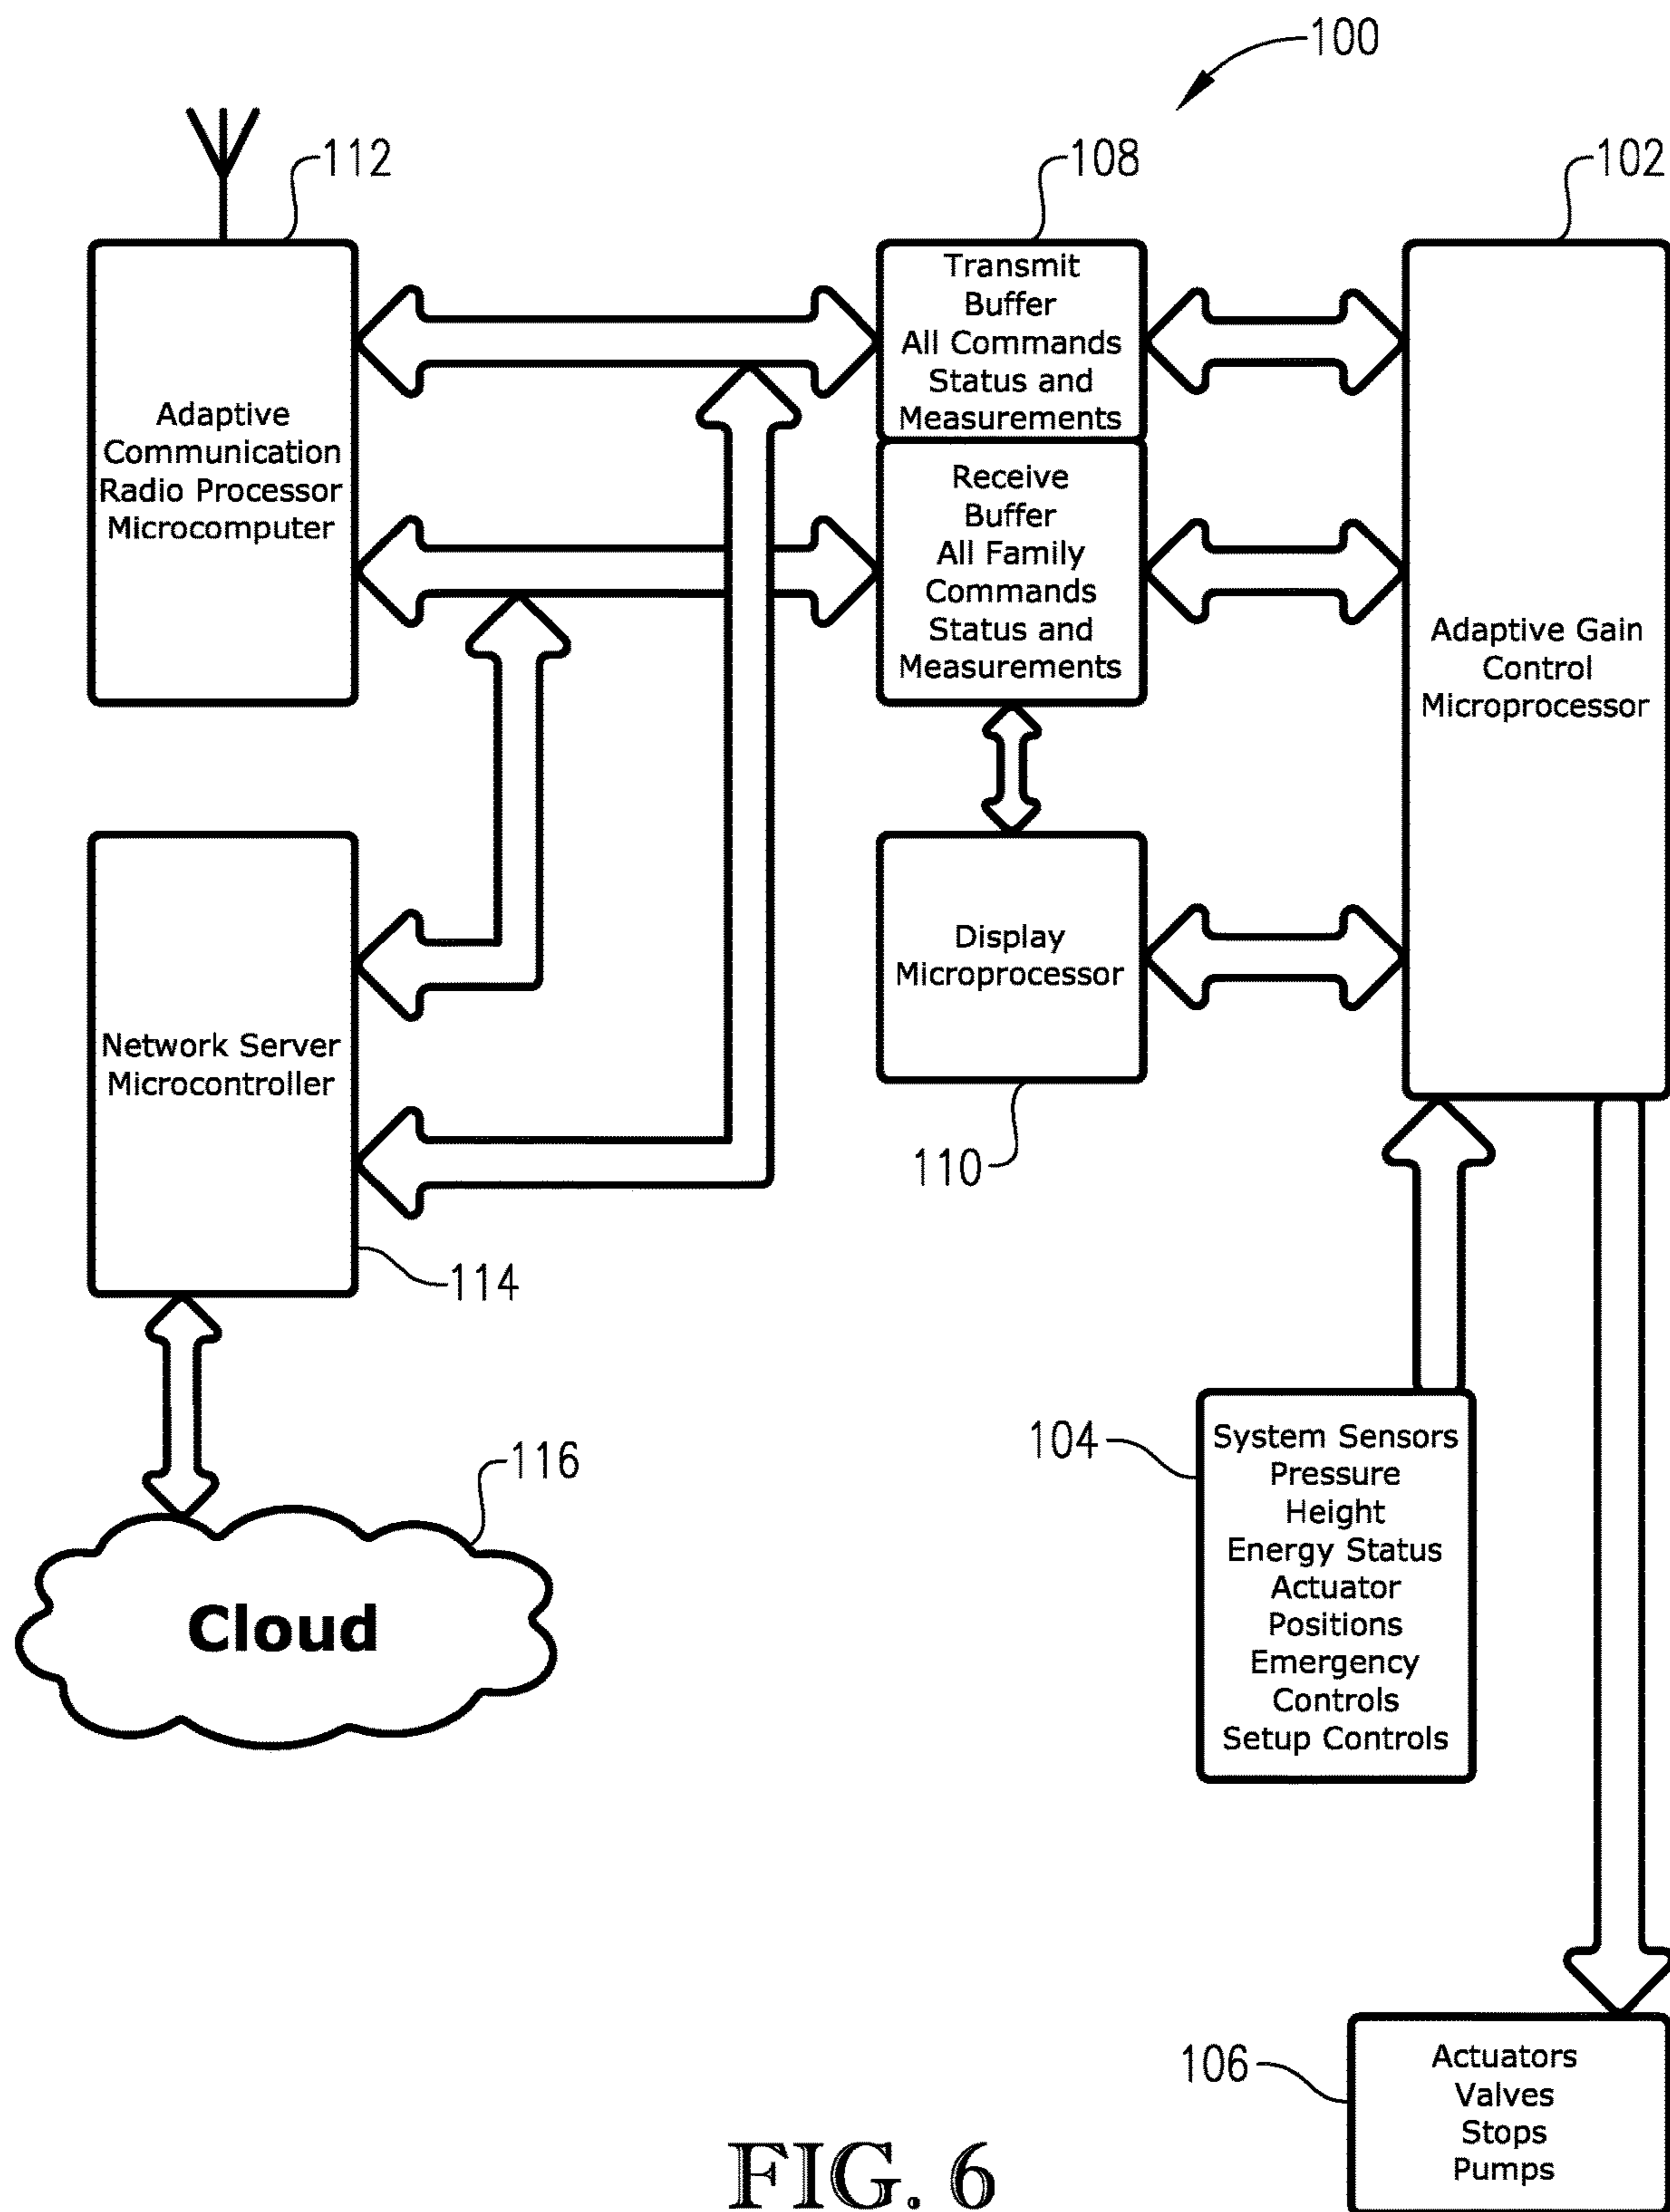 100
112
108
102
Transmit
Buffer
All Commands
Status and
Measurements
Adaptive
Communication
Radio Processor
Microcomputer
Receive
Buffer
All Family
Commands
Status and
Measurements
Adaptive Gain
Control
Microprocessor
Display
Microprocessor
Network Server
Microcontroller
110
114
104
System Sensors
Pressure
Height
Energy Status
Actuator
Positions
Emergency
Controls
Setup Controls
116
Cloud
106
Actuators
Valves
Stops
Pumps
FIG. 6